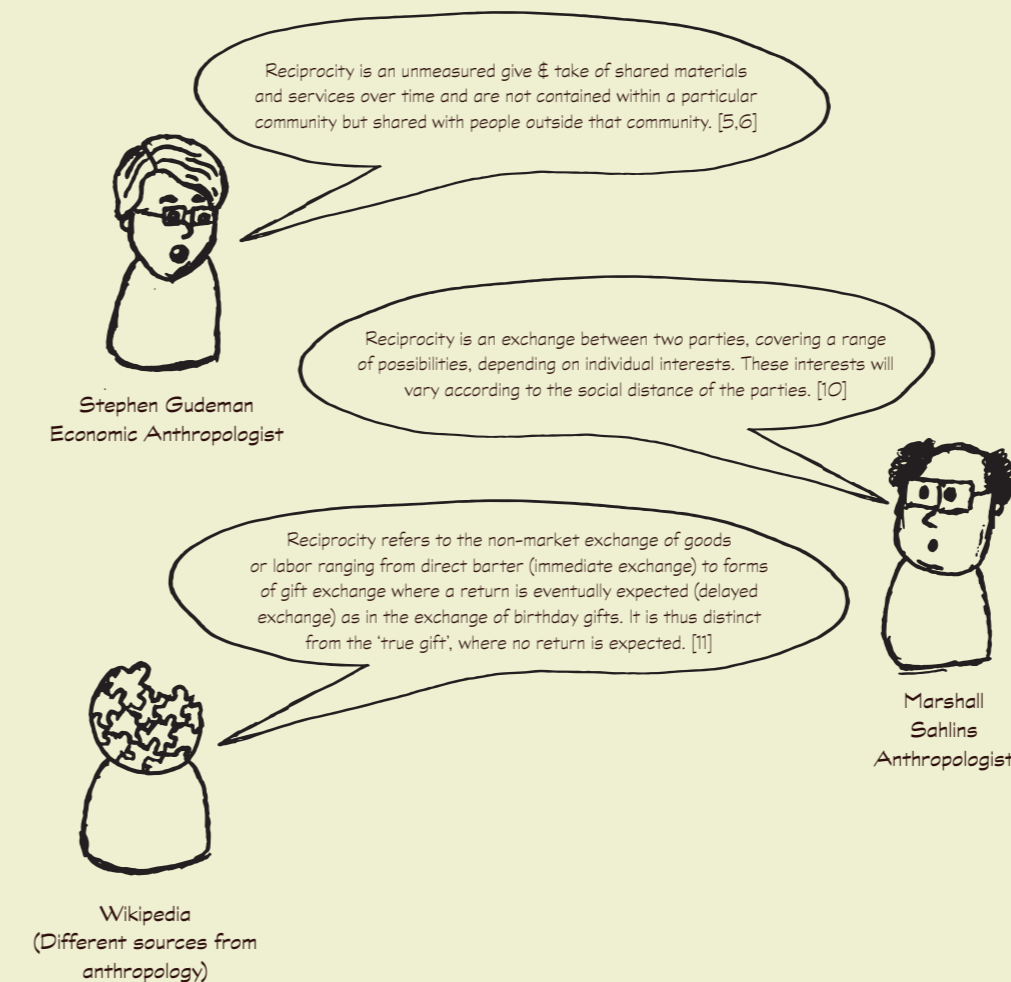 Reciprocity is an unmeasured give & take of shared materials
and services over time and are not contained within a particular
community but shared with people outside that community. [5,6]
Stephen Gudeman
Economic Anthropologist
Reciprocity is an exchange between two parties, covering a range
of possibilities, depending on individual interests. These interests will
vary according to the social distance of the parties. [10]
Marshall
Sahlins
Anthropologist
Reciprocity refers to the non-market exchange of goods
or labor ranging from direct barter (immediate exchange) to forms
of gift exchange where a return is eventually expected (delayed
exchange) as in the exchange of birthday gifts. It is thus distinct
from the ‘true gift’, where no return is expected. [11]
Wikipedia
(Different sources from
anthropology)